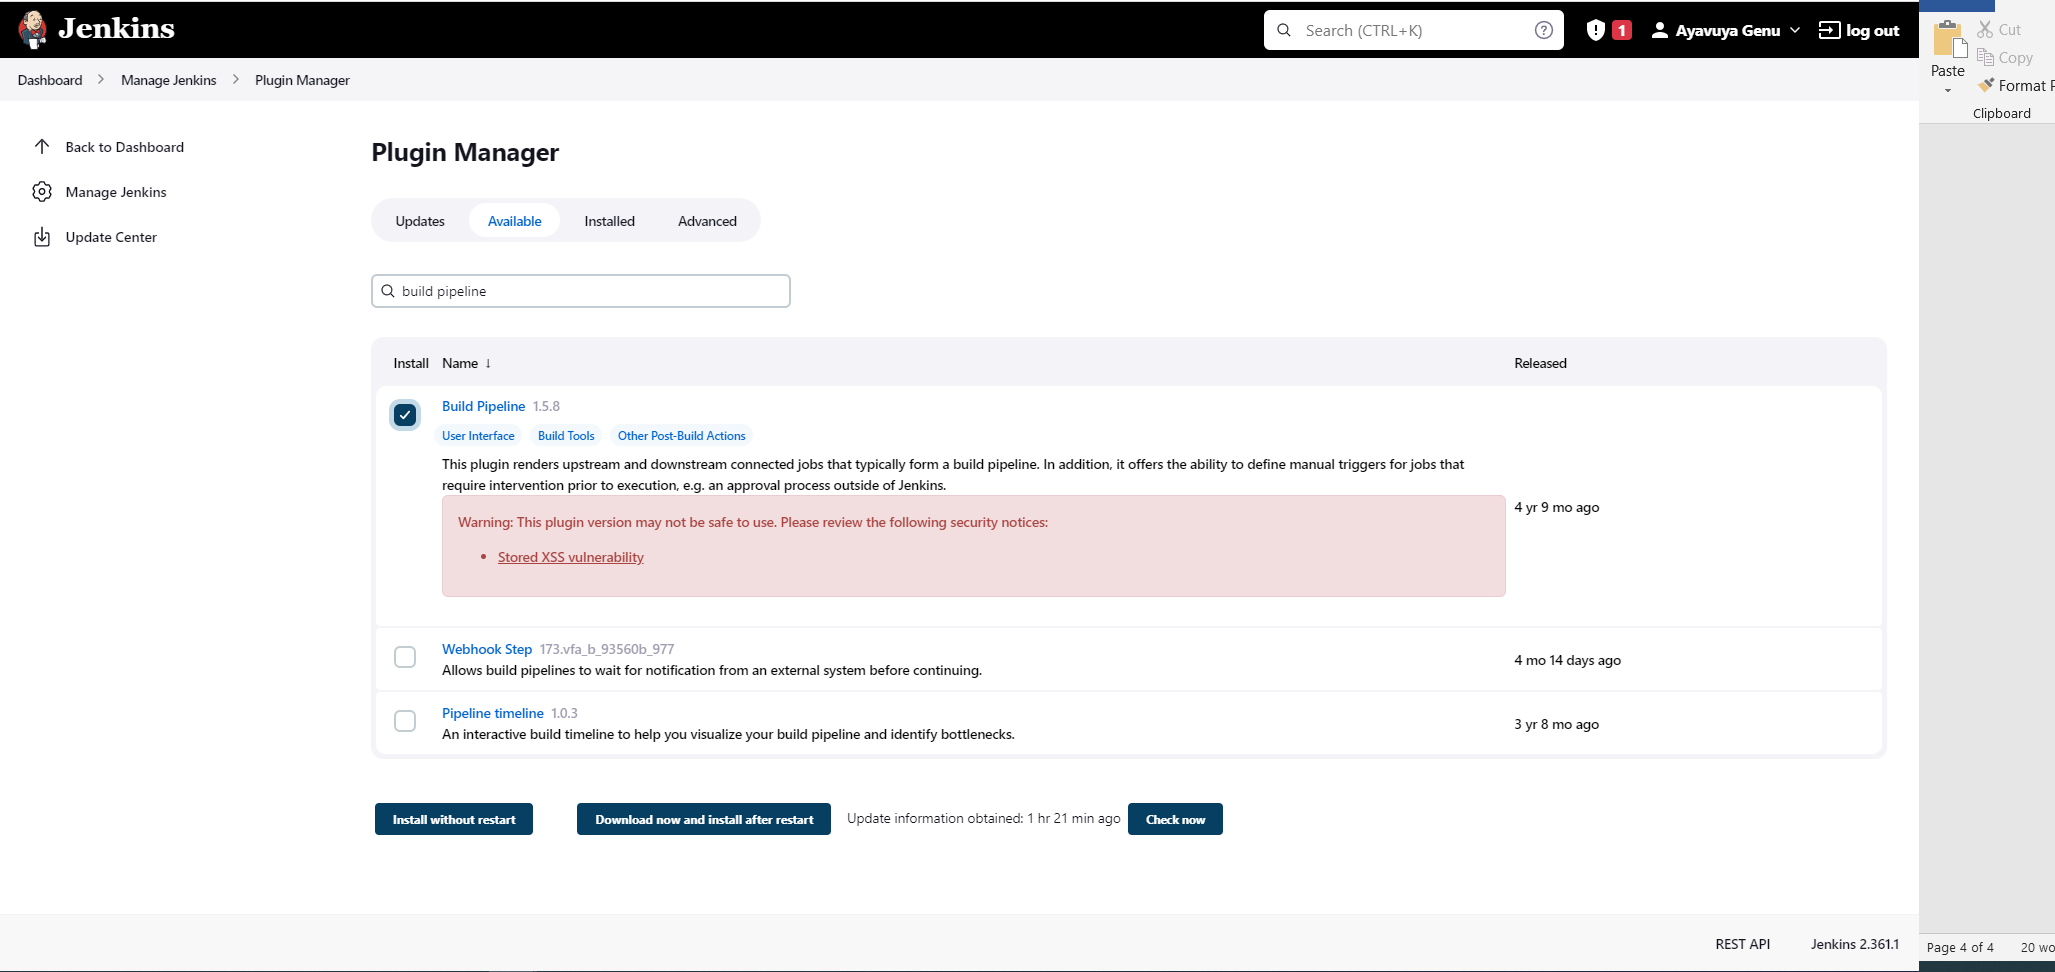 Jenkins
Search (CTRL+K)
1
Ayavuya Genu
log out
Dashboard
Manage Jenkins
Plugin Manager
Back to Dashboard
Manage Jenkins
Update Center
Plugin Manager
Updates
Available
Installed
Advanced
build pipeline
Install Name ↓
Released
Build Pipeline 1.5.8
User Interface Build Tools Other Post-Build Actions
This plugin renders upstream and downstream connected jobs that typically form a build pipeline. In addition, it offers the ability to define manual triggers for jobs that
require intervention prior to execution, e.g. an approval process outside of Jenkins.
Warning: This plugin version may not be safe to use. Please review the following security notices:
• Stored XSS vulnerability
4 yr 9 mo ago
Webhook Step 173.vfa_b_93560b_977
Allows build pipelines to wait for notification from an external system before continuing.
4 mo 14 days ago
Pipeline timeline 1.0.3
An interactive build timeline to help you visualize your build pipeline and identify bottlenecks.
3 yr 8 mo ago
Install without restart
Download now and install after restart
Update information obtained: 1 hr 21 min ago
Check now
REST API
Jenkins 2.361.1
Cut
Copy
Paste
Format
Clipboard
Page 4 of 4
20 wo